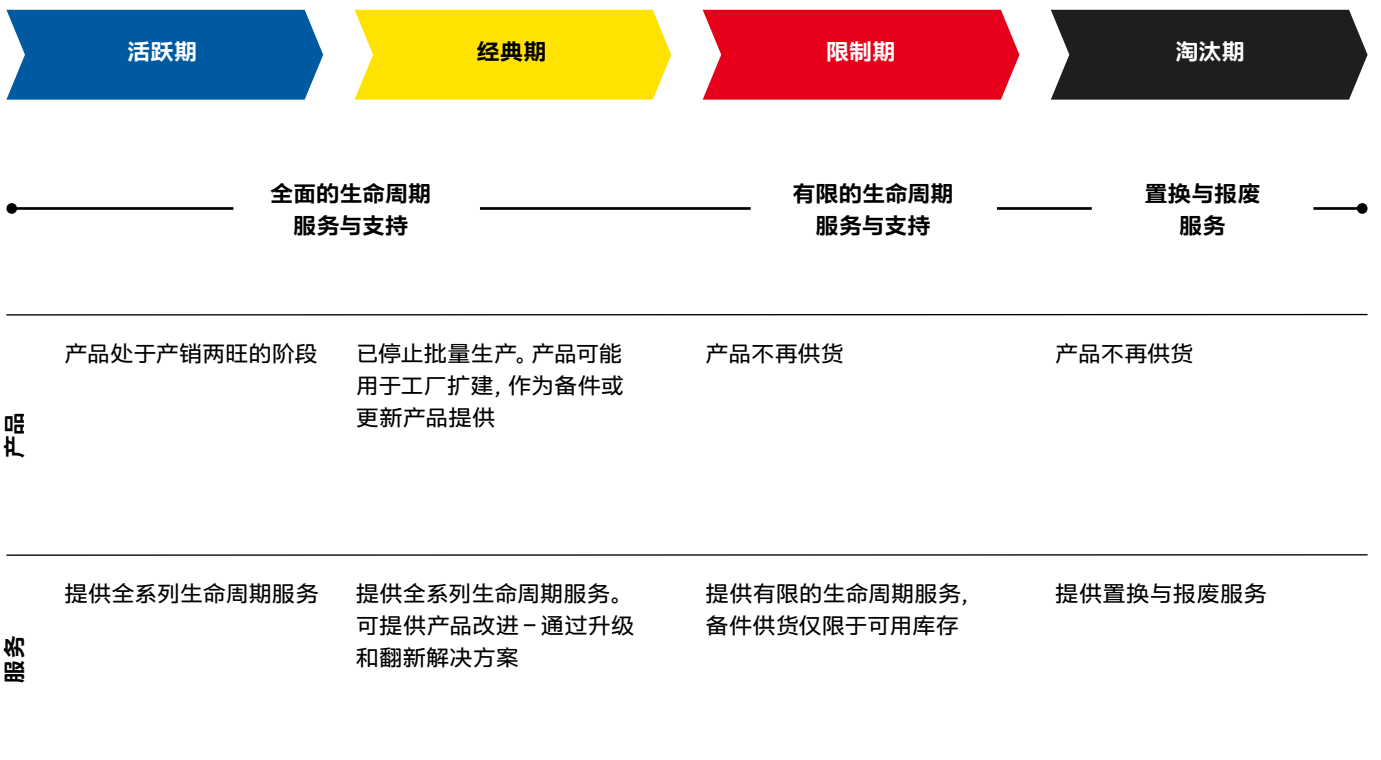 活跃期
经典期
限制期
淘汰期
全面的生命周期
服务与支持
有限的生命周期
服务与支持
置换与报废
服务
产品
产品处于产销两旺的阶段
已停止批量生产。产品可能
用于工厂扩建, 作为备件或
更新产品提供
产品不再供货
产品不再供货
服务
提供全系列生命周期服务
提供全系列生命周期服务。
可提供产品改进 – 通过升级
和翻新解决方案
提供有限的生命周期服务,
备件供货仅限于可用库存
提供置换与报废服务